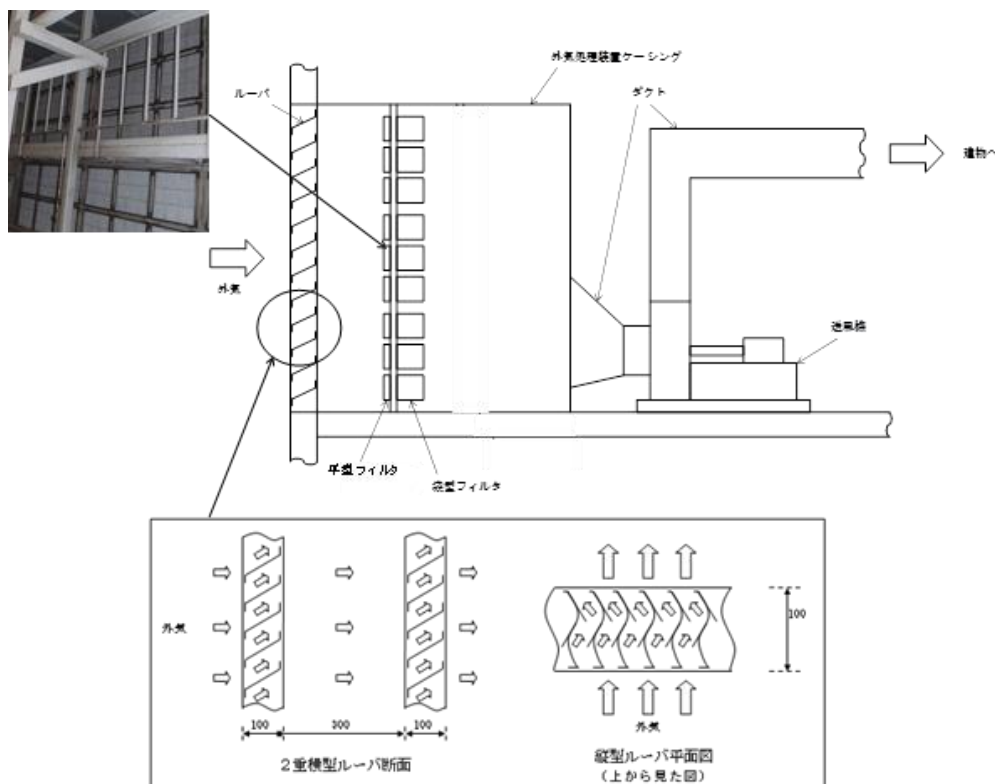 外気処理装置ケーシング
ルーバ
ダクト
建物へ
外気
送風機
平型フィルタ
袋型フィルタ
外気
100
300
100
2重横型ルーバ断面
100
外気
縦型ルーバ平面図
(上から見た図)